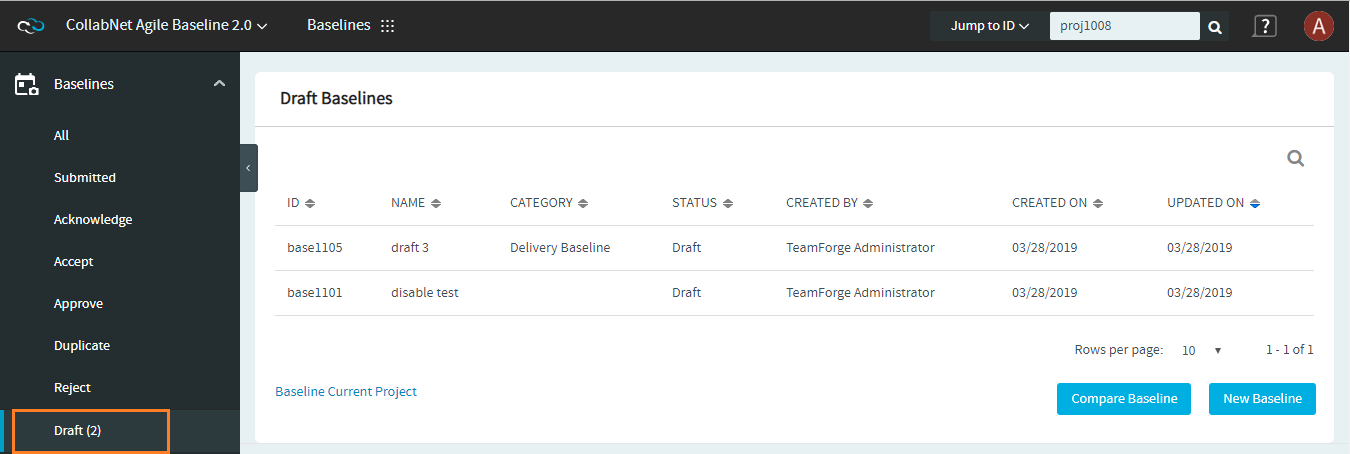 CollabNet Agile Baseline 2.0 Baselines Jump to ID proj1008 ? A
Baselines
All
Submitted
Acknowledge
Accept
Approve
Duplicate
Reject
Draft (2)
Draft Baselines
ID NAME CATEGORY STATUS CREATED BY CREATED ON UPDATED ON
base1105 draft 3 Delivery Baseline Draft TeamForge Administrator 03/28/2019 03/28/2019
base1101 disable test Draft TeamForge Administrator 03/28/2019 03/28/2019
Rows per page: 10 1 - 1 of 1
Baseline Current Project Compare Baseline New Baseline